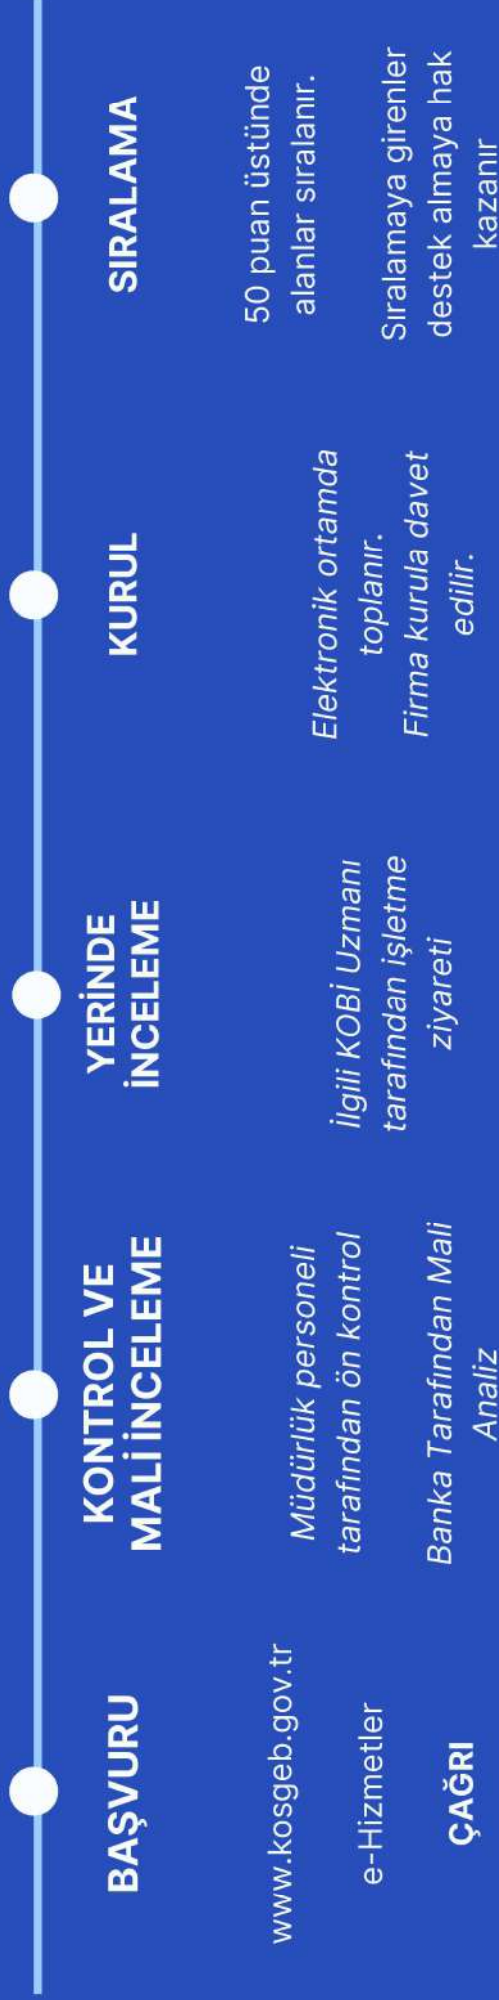 BAŞVURU
www.kosgeb.gov.tr
e-Hizmetler
ÇAĞRI
KONTROL VE
MALİ İNCELEME
Müdürlük personeli
tarafından ön kontrol
Banka Tarafından Mali
Analiz
YERİNDE
İNCELEME
İlgili KOBİ Uzmanı
tarafından işletme
ziyareti
KURUL
Elektronik ortamda
toplanır.
Firma kurula davet
edilir.
SIRALAMA
50 puan üstünde
alanlar sıralanır.
Sıralamaya girenler
destek almaya hak
kazanır